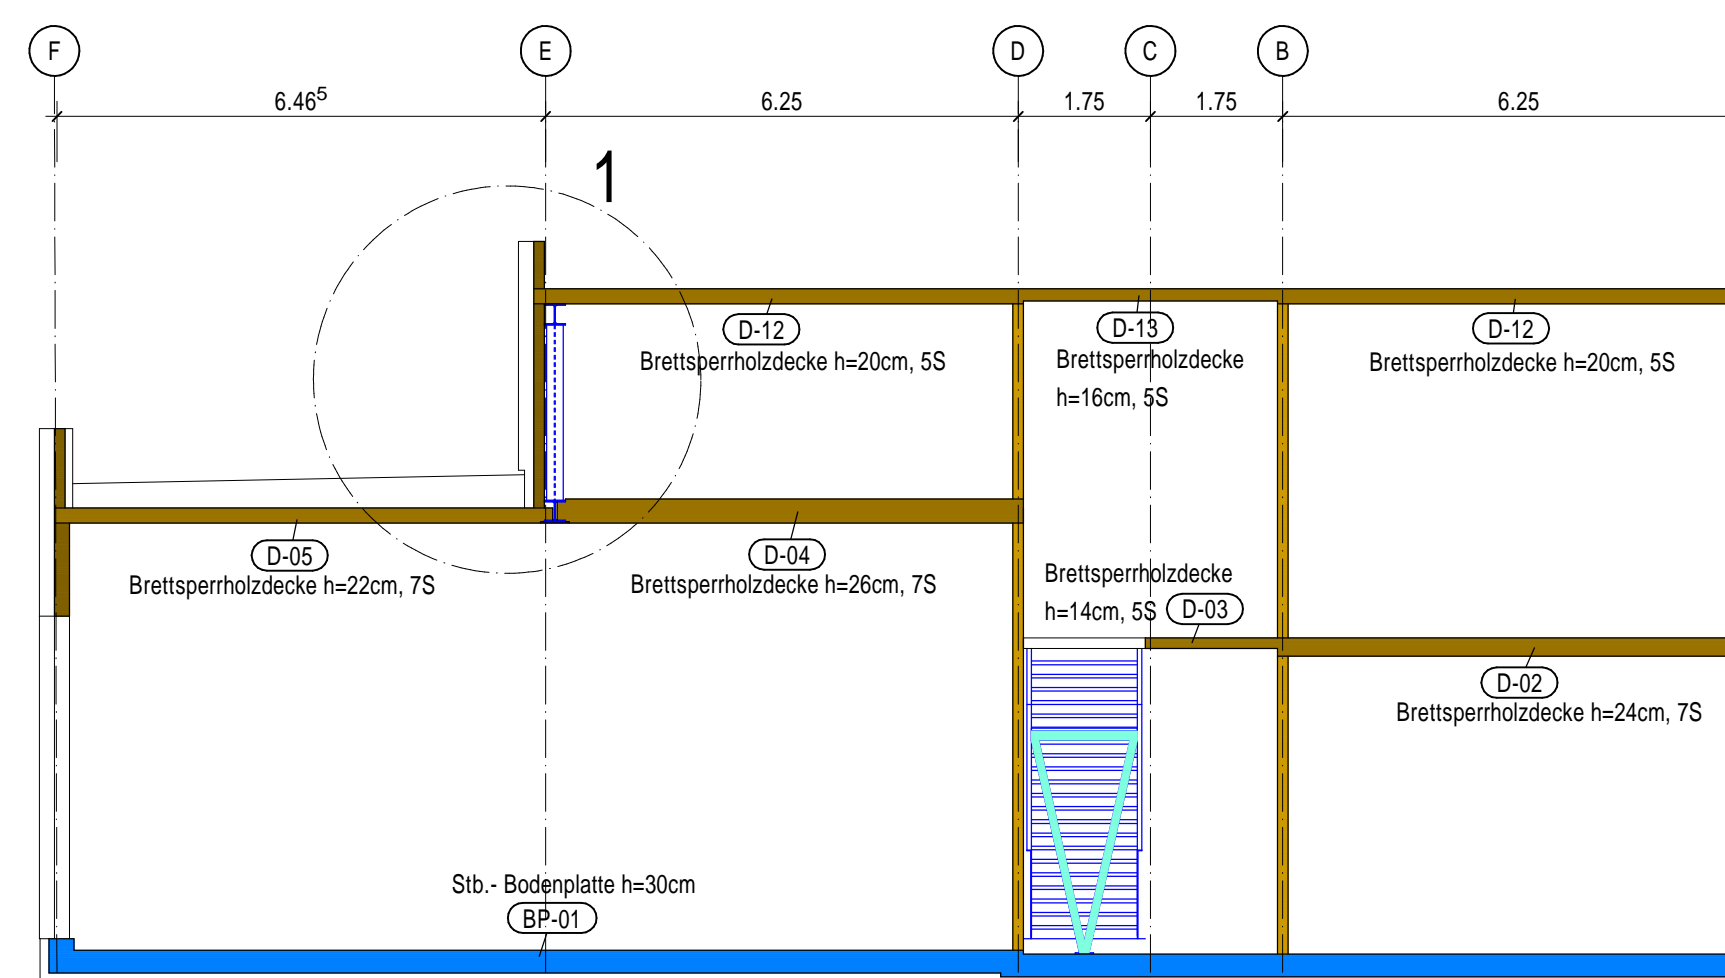 F E D C B
6.46⁵ 6.25 1.75 1.75 6.25
1
D-12 D-13 D-12
Brettsperrholzdecke h=20cm, 5S
Brettsperrholzdecke
h=16cm, 5S
Brettsperrholzdecke h=20cm, 5S
D-05
Brettsperrholzdecke h=22cm, 7S
D-04
Brettsperrholzdecke h=26cm, 7S
Brettsperrholzdecke
h=14cm, 5S D-03
D-02
Brettsperrholzdecke h=24cm, 7S
Stb.- Bodenplatte h=30cm
BP-01